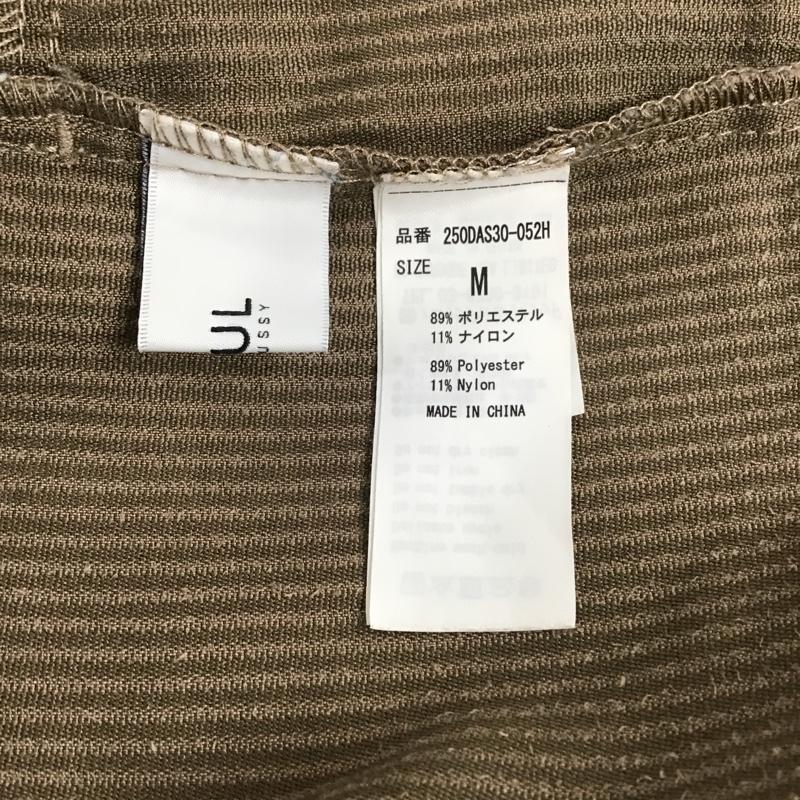 UL
USSY
品番 250DAS30-052H
SIZE M
89% ポリエステル
11% ナイロン
89% Polyester
11% Nylon
MADE IN CHINA